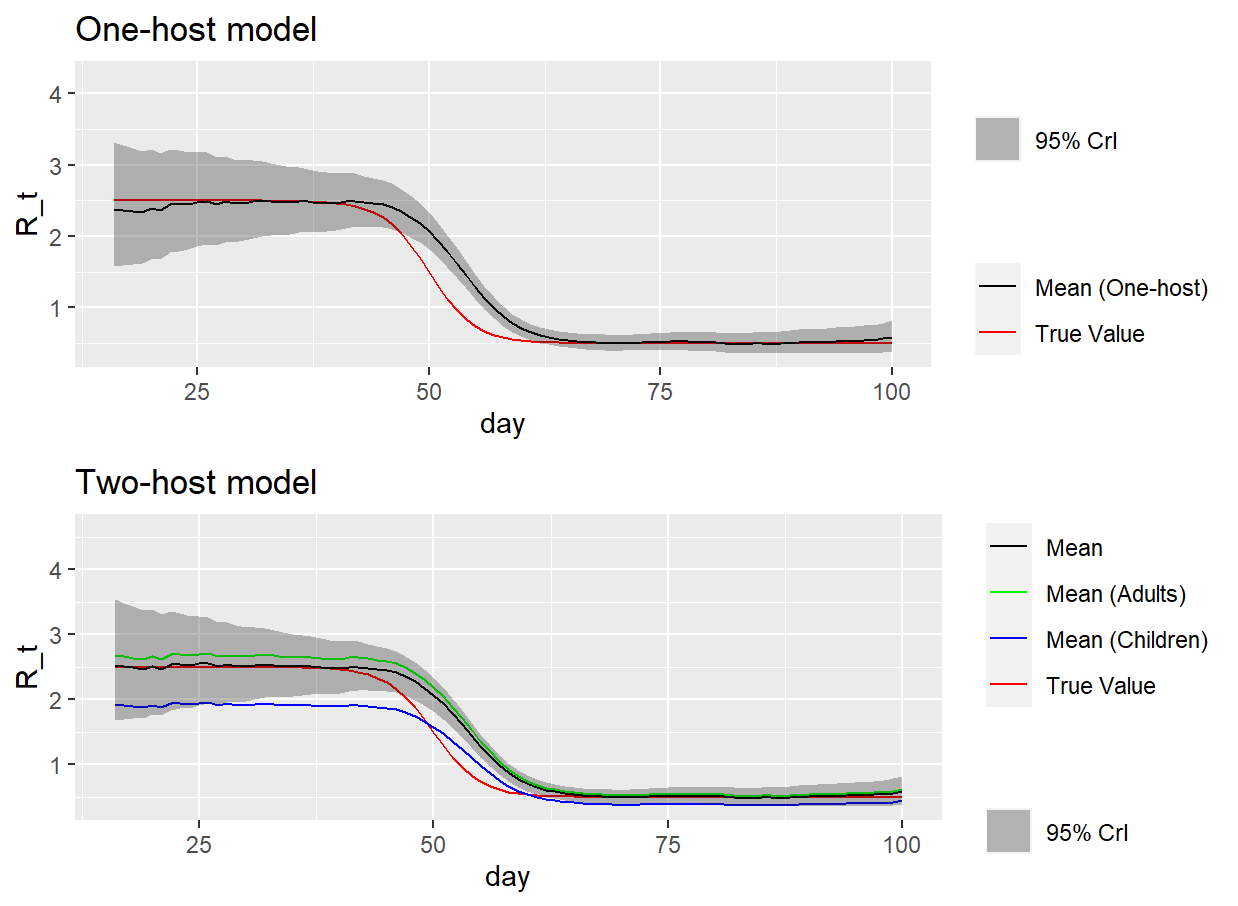 One-host model
4
3
2
1
R_t
25 50 75 100
day
95% CrI
Mean (One-host)
True Value
Two-host model
4
3
2
1
R_t
25 50 75 100
day
Mean
Mean (Adults)
Mean (Children)
True Value
95% CrI